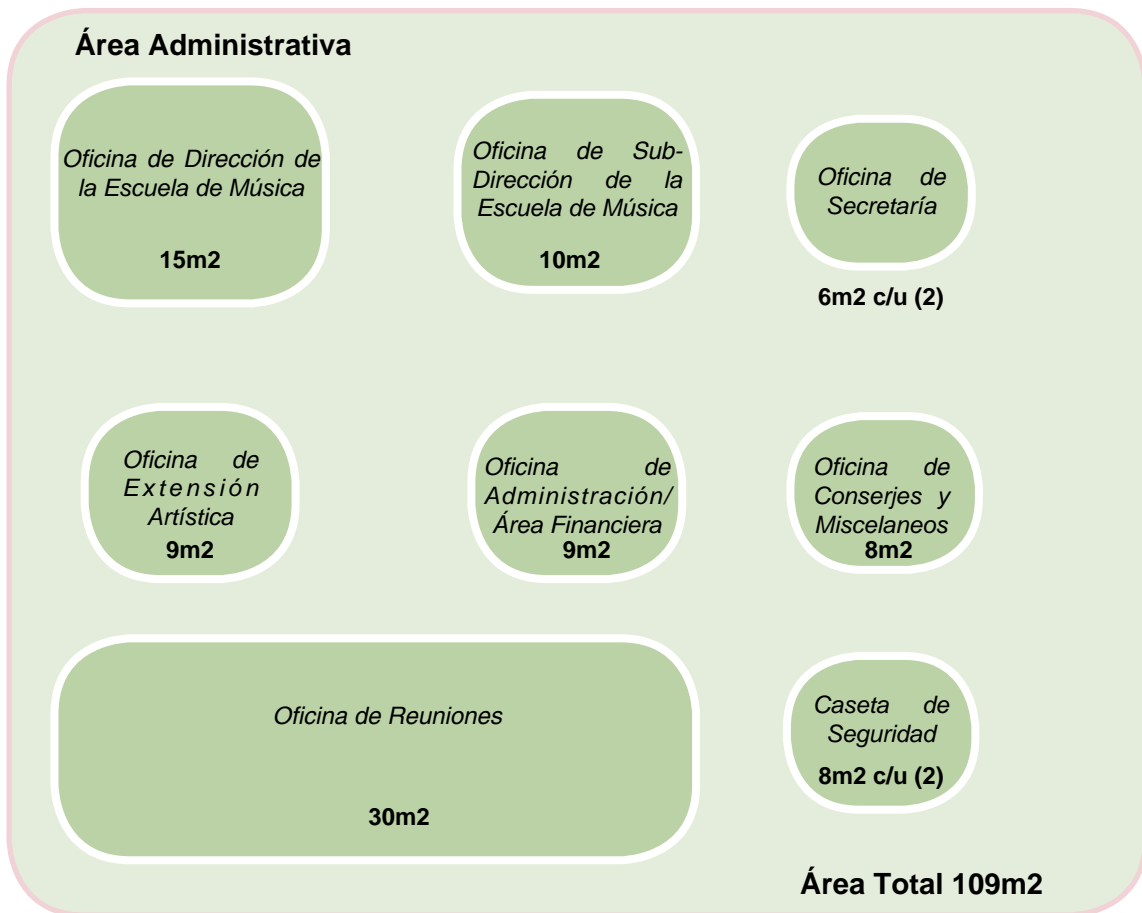 Área Administrativa
Oficina de Dirección de
la Escuela de Música
15m2
Oficina de Sub-
Dirección de la
Escuela de Música
10m2
Oficina de
Secretaría
6m2 c/u (2)
Oficina de
Extensión
Artística
9m2
Oficina de
Administración/
Área Financiera
9m2
Oficina de
Conserjes y
Miscelaneos
8m2
Oficina de Reuniones
30m2
Caseta de
Seguridad
8m2 c/u (2)
Área Total 109m2